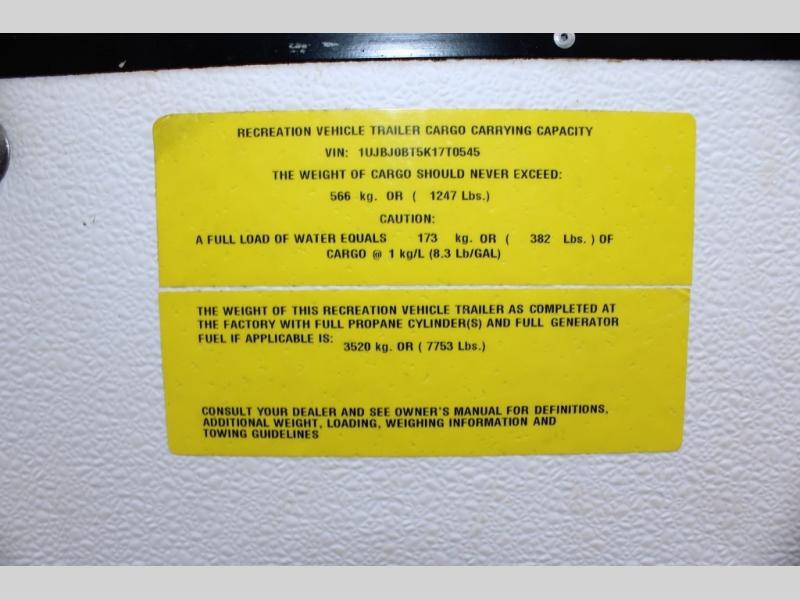 RECREATION VEHICLE TRAILER CARGO CARRYING CAPACITY
VIN: 1UJBJ0BT5K17T0545
THE WEIGHT OF CARGO SHOULD NEVER EXCEED:
566 kg. OR ( 1247 Lbs.)
CAUTION:
A FULL LOAD OF WATER EQUALS 173 kg. OR ( 382 Lbs. ) OF
CARGO @ 1 kg/L (8.3 Lb/GAL)
THE WEIGHT OF THIS RECREATION VEHICLE TRAILER AS COMPLETED AT
THE FACTORY WITH FULL PROPANE CYLINDER(S) AND FULL GENERATOR
FUEL IF APPLICABLE IS:
3520 kg. OR ( 7753 Lbs.)
CONSULT YOUR DEALER AND SEE OWNER'S MANUAL FOR DEFINITIONS,
ADDITIONAL WEIGHT, LOADING, WEIGHING INFORMATION AND
TOWING GUIDELINES